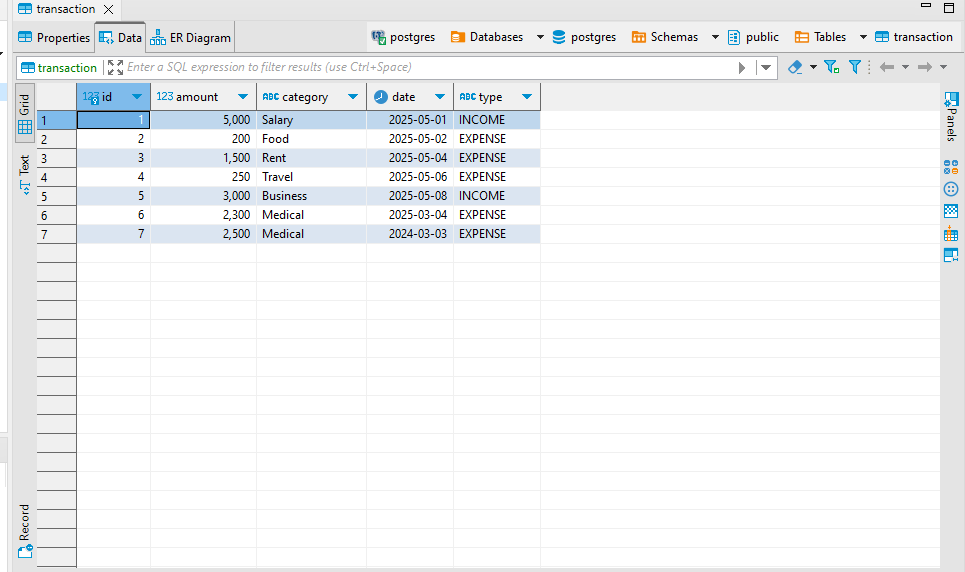 transaction
Properties Data ER Diagram postgres Databases postgres Schemas public Tables transaction
transaction Enter a SQL expression to filter results (use Ctrl+Space)
Grid
Text
Record
Panels
123 id 123 amount ABC category date ABC type
1 1 5,000 Salary 2025-05-01 INCOME
2 2 200 Food 2025-05-02 EXPENSE
3 3 1,500 Rent 2025-05-04 EXPENSE
4 4 250 Travel 2025-05-06 EXPENSE
5 5 3,000 Business 2025-05-08 INCOME
6 6 2,300 Medical 2025-03-04 EXPENSE
7 7 2,500 Medical 2024-03-03 EXPENSE